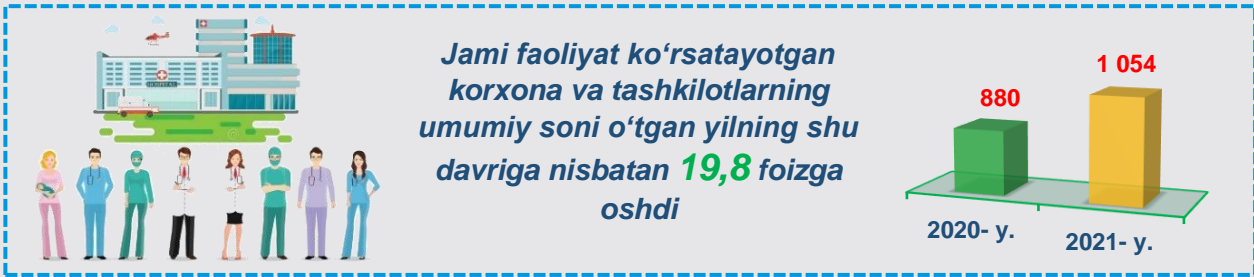 HOSPITAL
Jami faoliyat ko‘rsatayotgan
korxona va tashkilotlarning
umumiy soni o‘tgan yilning shu
davriga nisbatan 19,8 foizga
oshdi
880
1 054
2020- y.
2021- y.